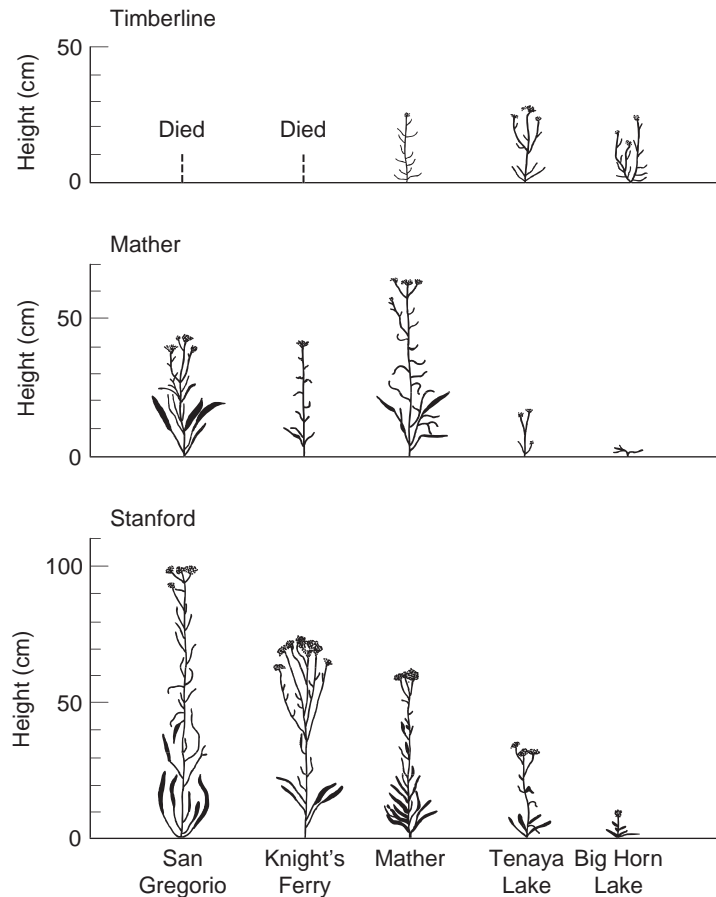 Timberline
Height (cm)
50
0
Died
Died
Mather
Height (cm)
50
0
Stanford
Height (cm)
100
50
0
San Gregorio
Knight's Ferry
Mather
Tenaya Lake
Big Horn Lake